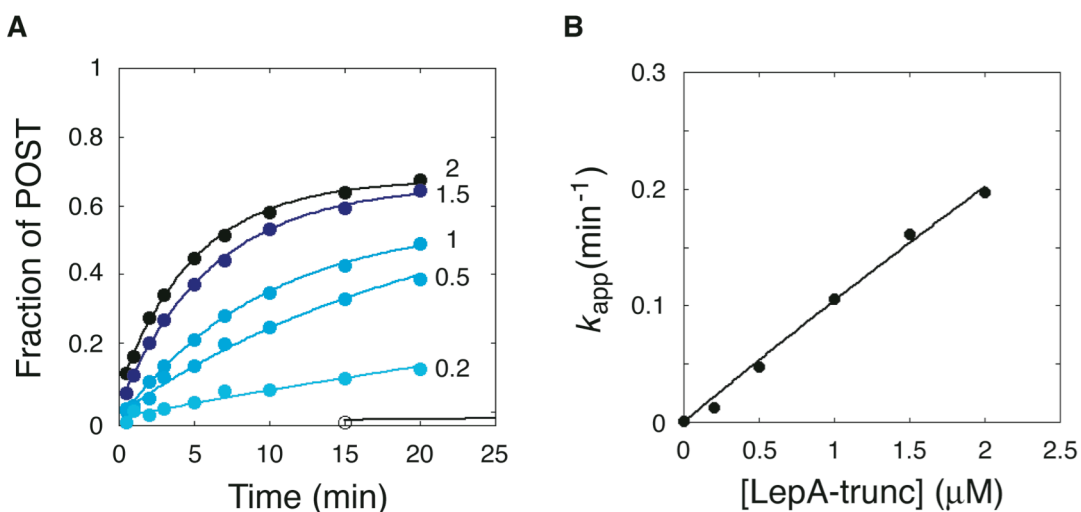 A
Fraction of POST
1
0.8
0.6
0.4
0.2
0
2
1.5
1
0.5
0.2
0 5 10 15 20 25
Time (min)
B
k_app(min⁻¹)
0.3
0.2
0.1
0
0 0.5 1 1.5 2 2.5
[LepA-trunc] (μM)